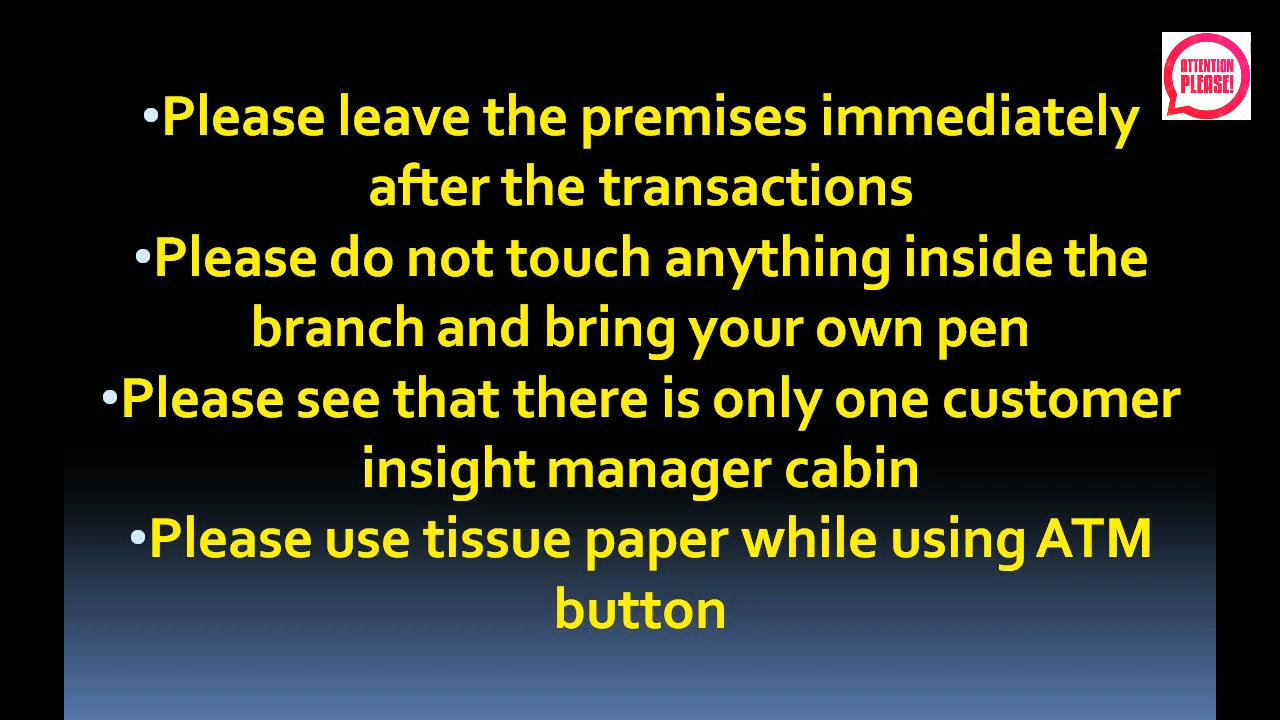 ATTENTION
PLEASE!
•Please leave the premises immediately
after the transactions
•Please do not touch anything inside the
branch and bring your own pen
•Please see that there is only one customer
insight manager cabin
•Please use tissue paper while using ATM
button